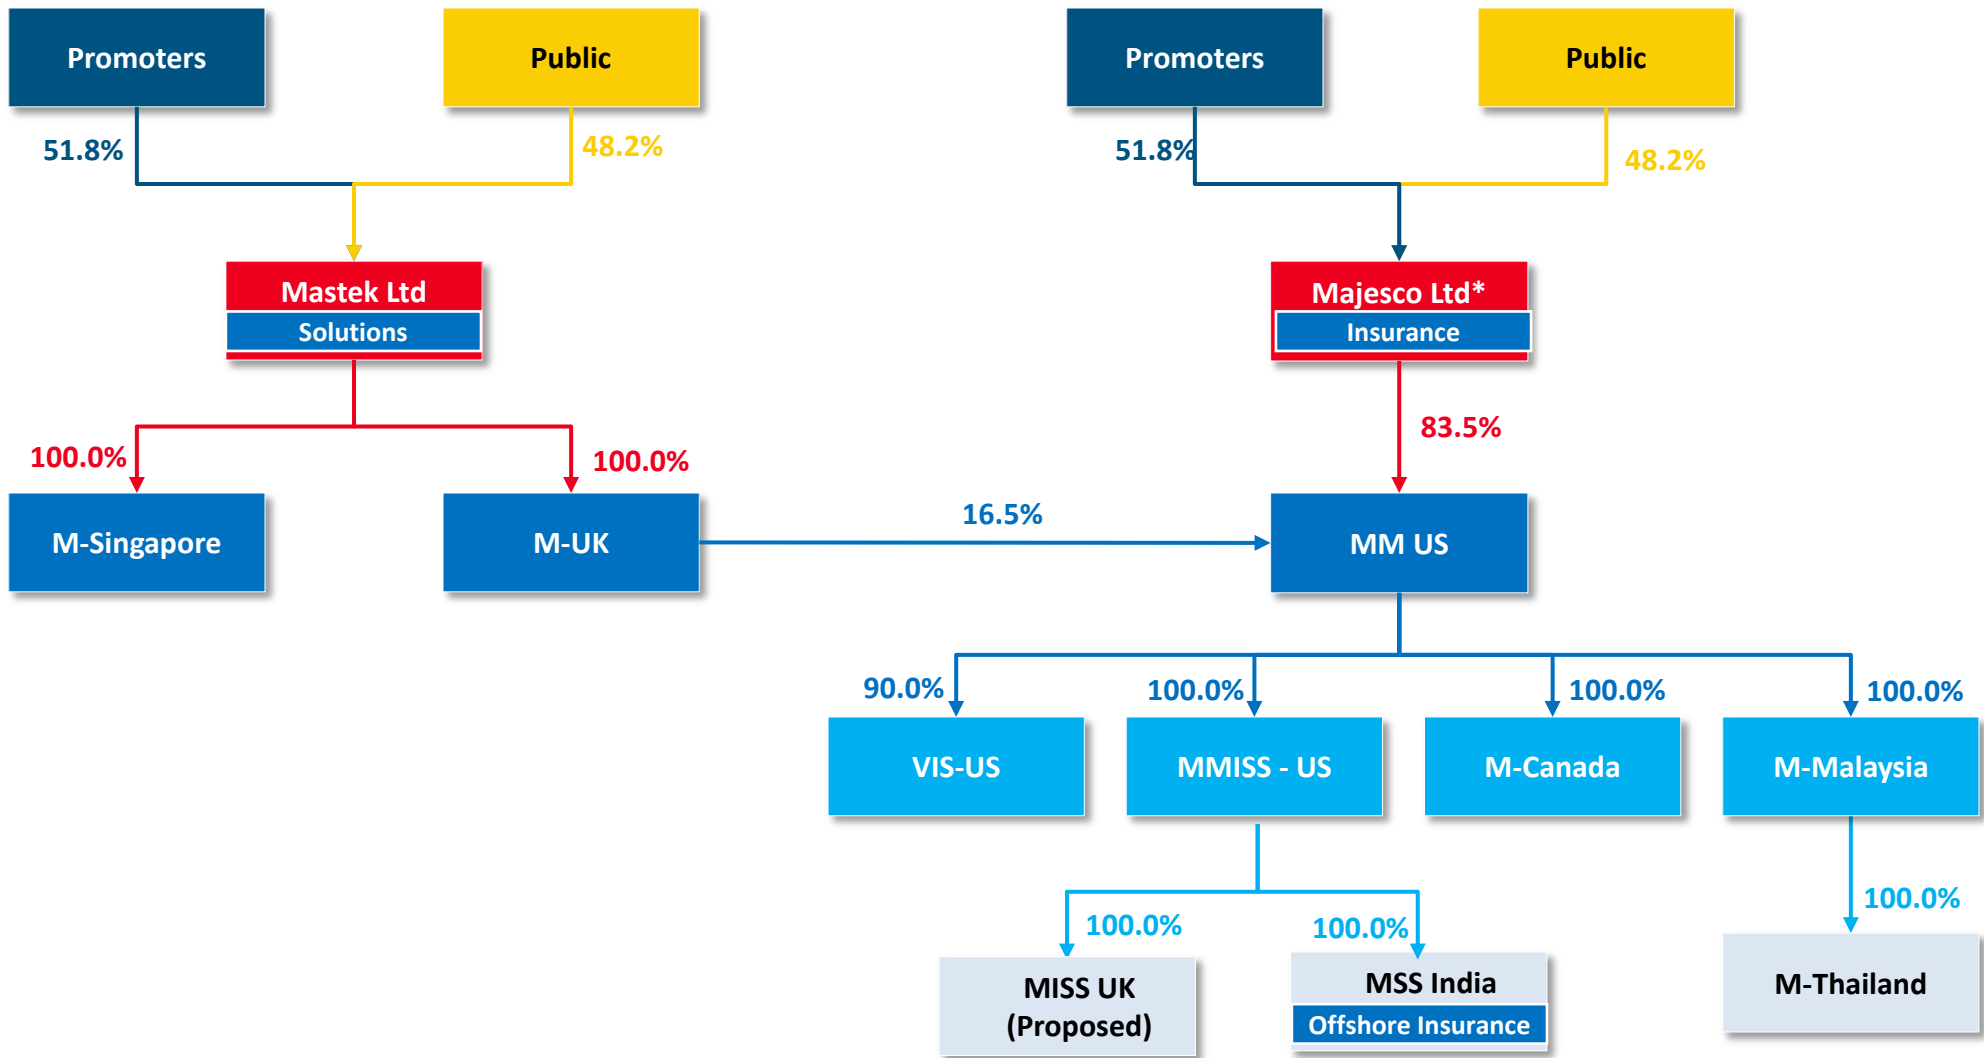 Promoters
Public
Promoters
Public
51.8%
48.2%
51.8%
48.2%
Mastek Ltd
Solutions
Majesco Ltd*
Insurance
83.5%
100.0%
100.0%
M-Singapore
M-UK
16.5%
MM US
90.0%
100.0%
100.0%
100.0%
VIS-US
MMISS - US
M-Canada
M-Malaysia
100.0%
100.0%
100.0%
MISS UK
(Proposed)
MSS India
Offshore Insurance
M-Thailand